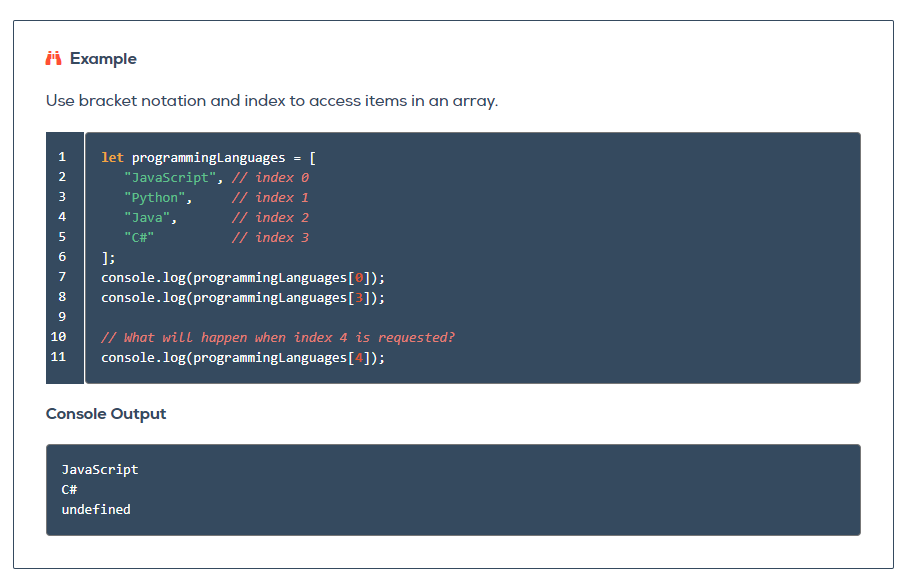 Example
Use bracket notation and index to access items in an array.
1 let programmingLanguages = [
2    "JavaScript", // index 0
3    "Python",     // index 1
4    "Java",       // index 2
5    "C#"          // index 3
6 ];
7 console.log(programmingLanguages[0]);
8 console.log(programmingLanguages[3]);
9
10 // What will happen when index 4 is requested?
11 console.log(programmingLanguages[4]);
Console Output
JavaScript
C#
undefined